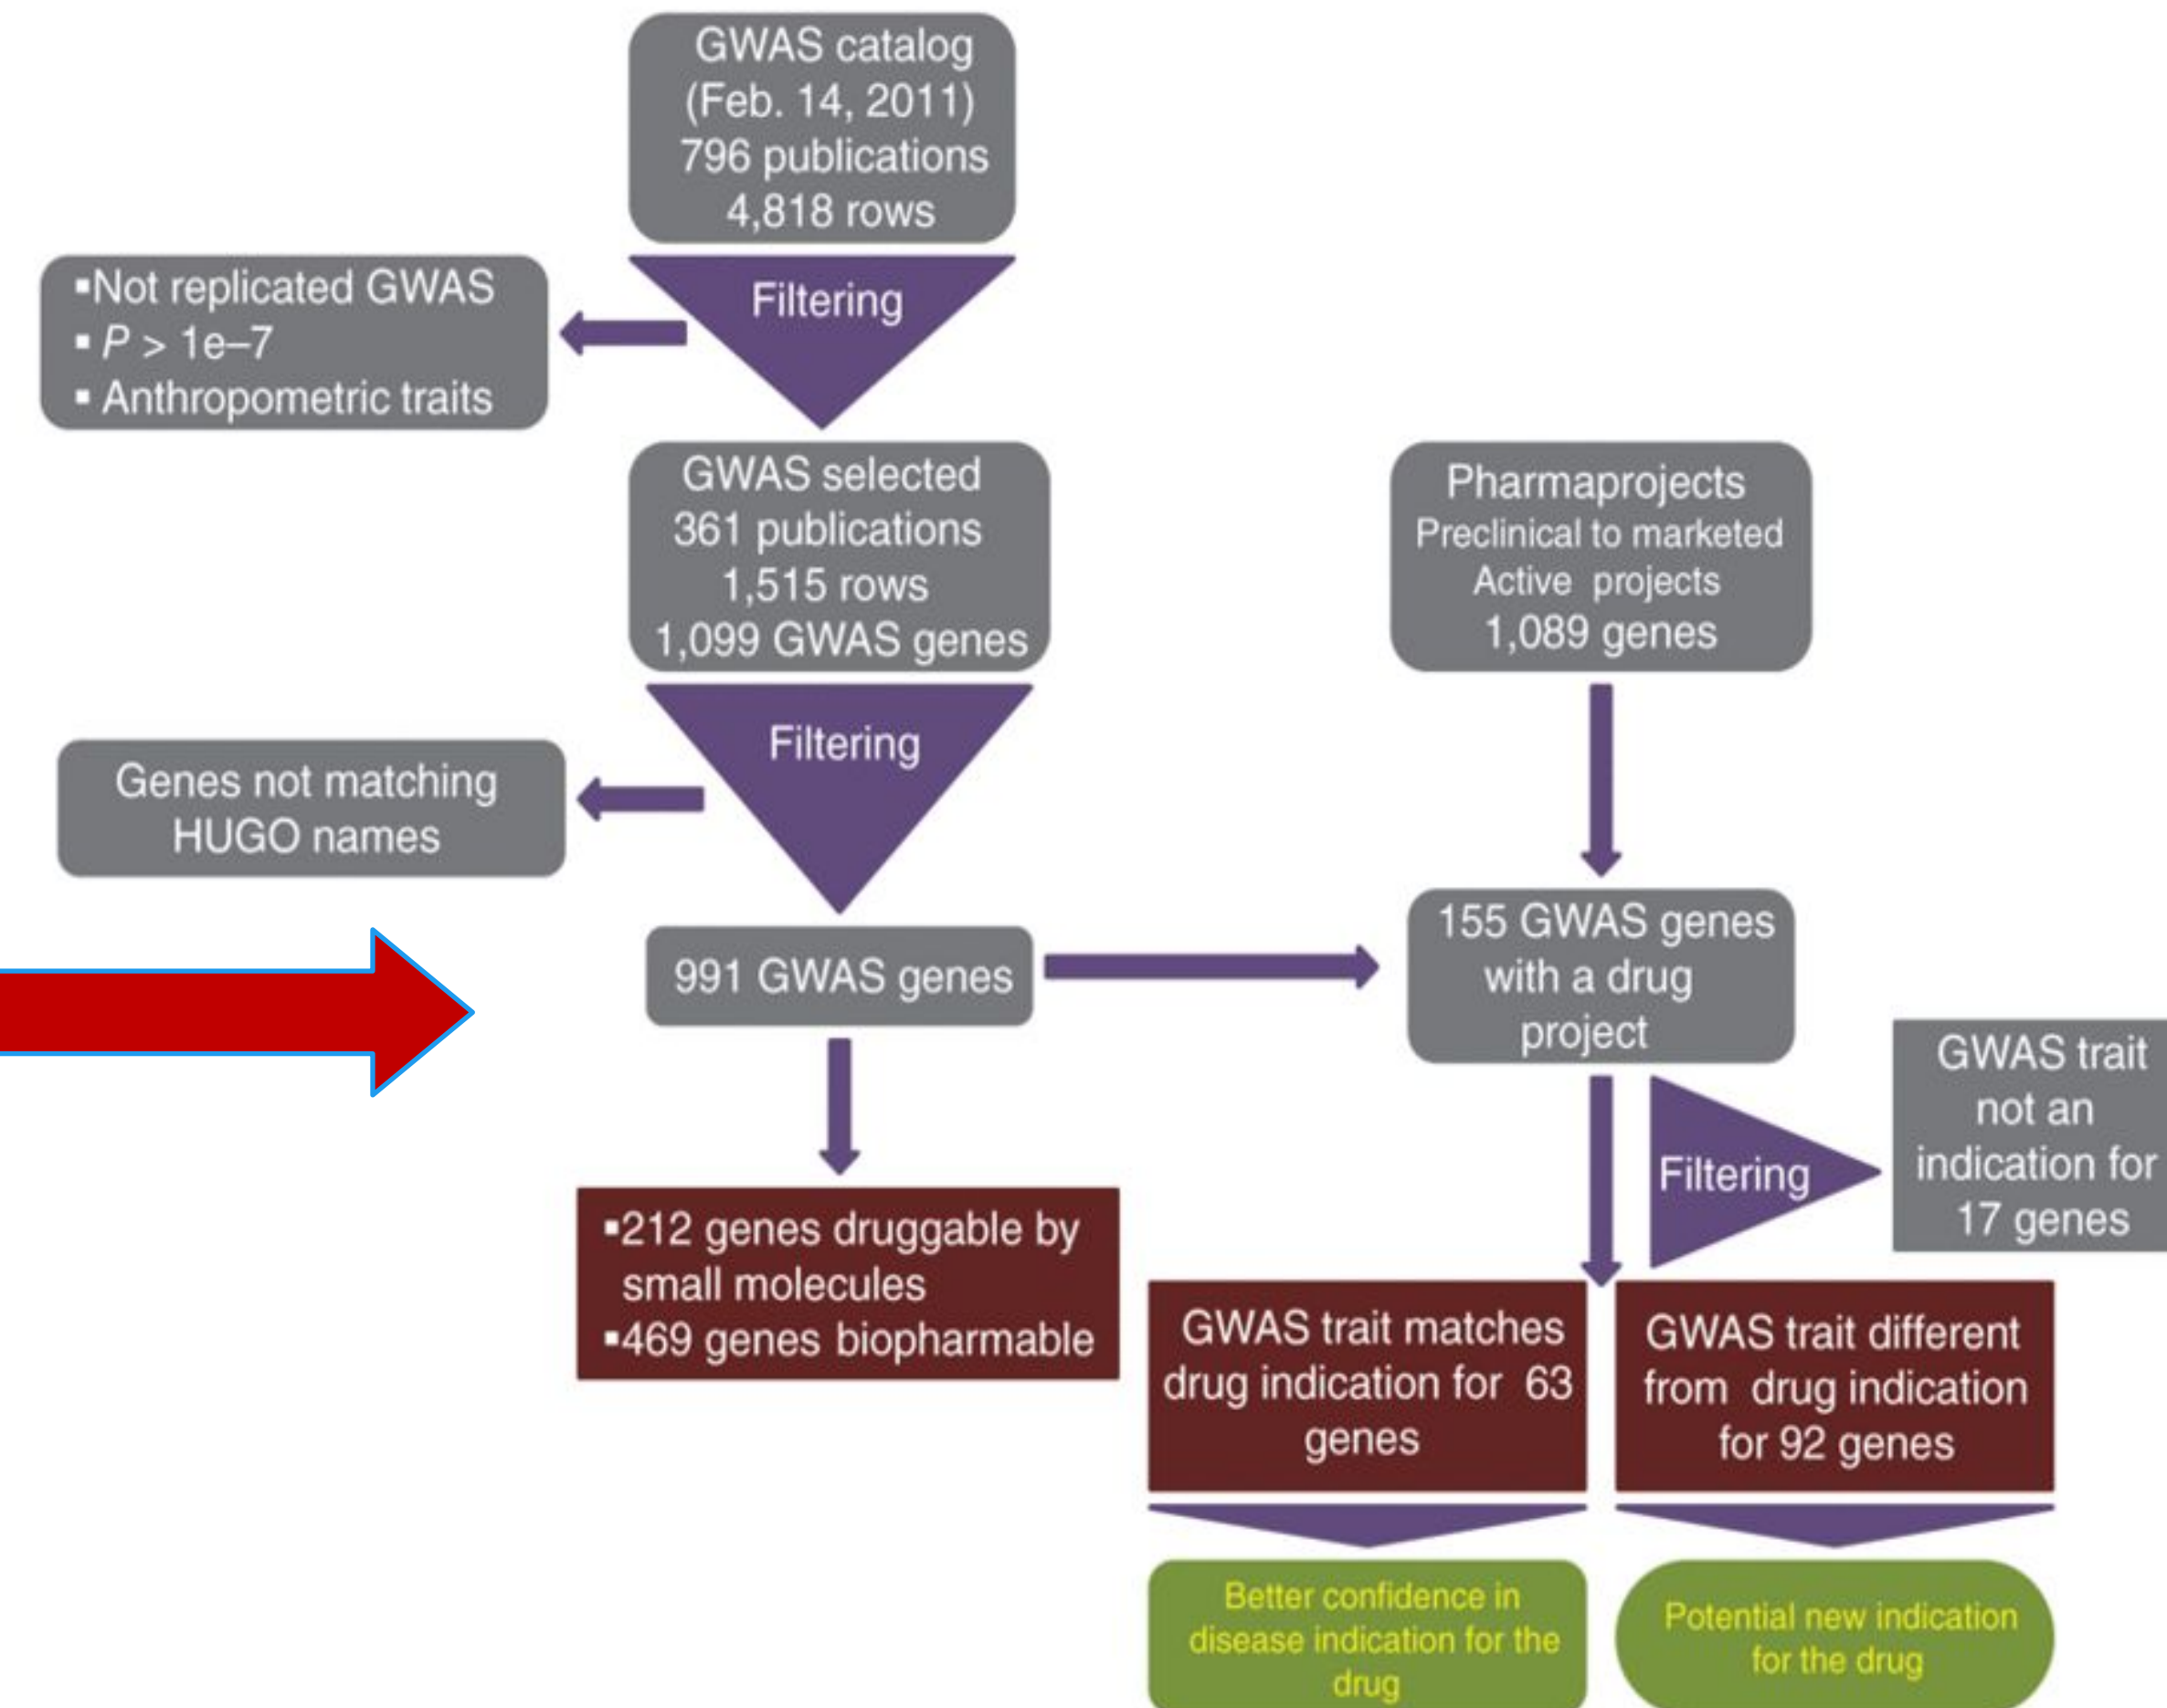 GWAS catalog
(Feb. 14, 2011)
796 publications
4,818 rows
Filtering
▪Not replicated GWAS
▪ P > 1e–7
▪ Anthropometric traits
GWAS selected
361 publications
1,515 rows
1,099 GWAS genes
Pharmaprojects
Preclinical to marketed
Active projects
1,089 genes
Filtering
Genes not matching
HUGO names
991 GWAS genes
155 GWAS genes
with a drug
project
GWAS trait
not an
indication for
17 genes
Filtering
▪212 genes druggable by
small molecules
▪469 genes biopharmable
GWAS trait matches
drug indication for 63
genes
GWAS trait different
from drug indication
for 92 genes
Better confidence in
disease indication for the
drug
Potential new indication
for the drug